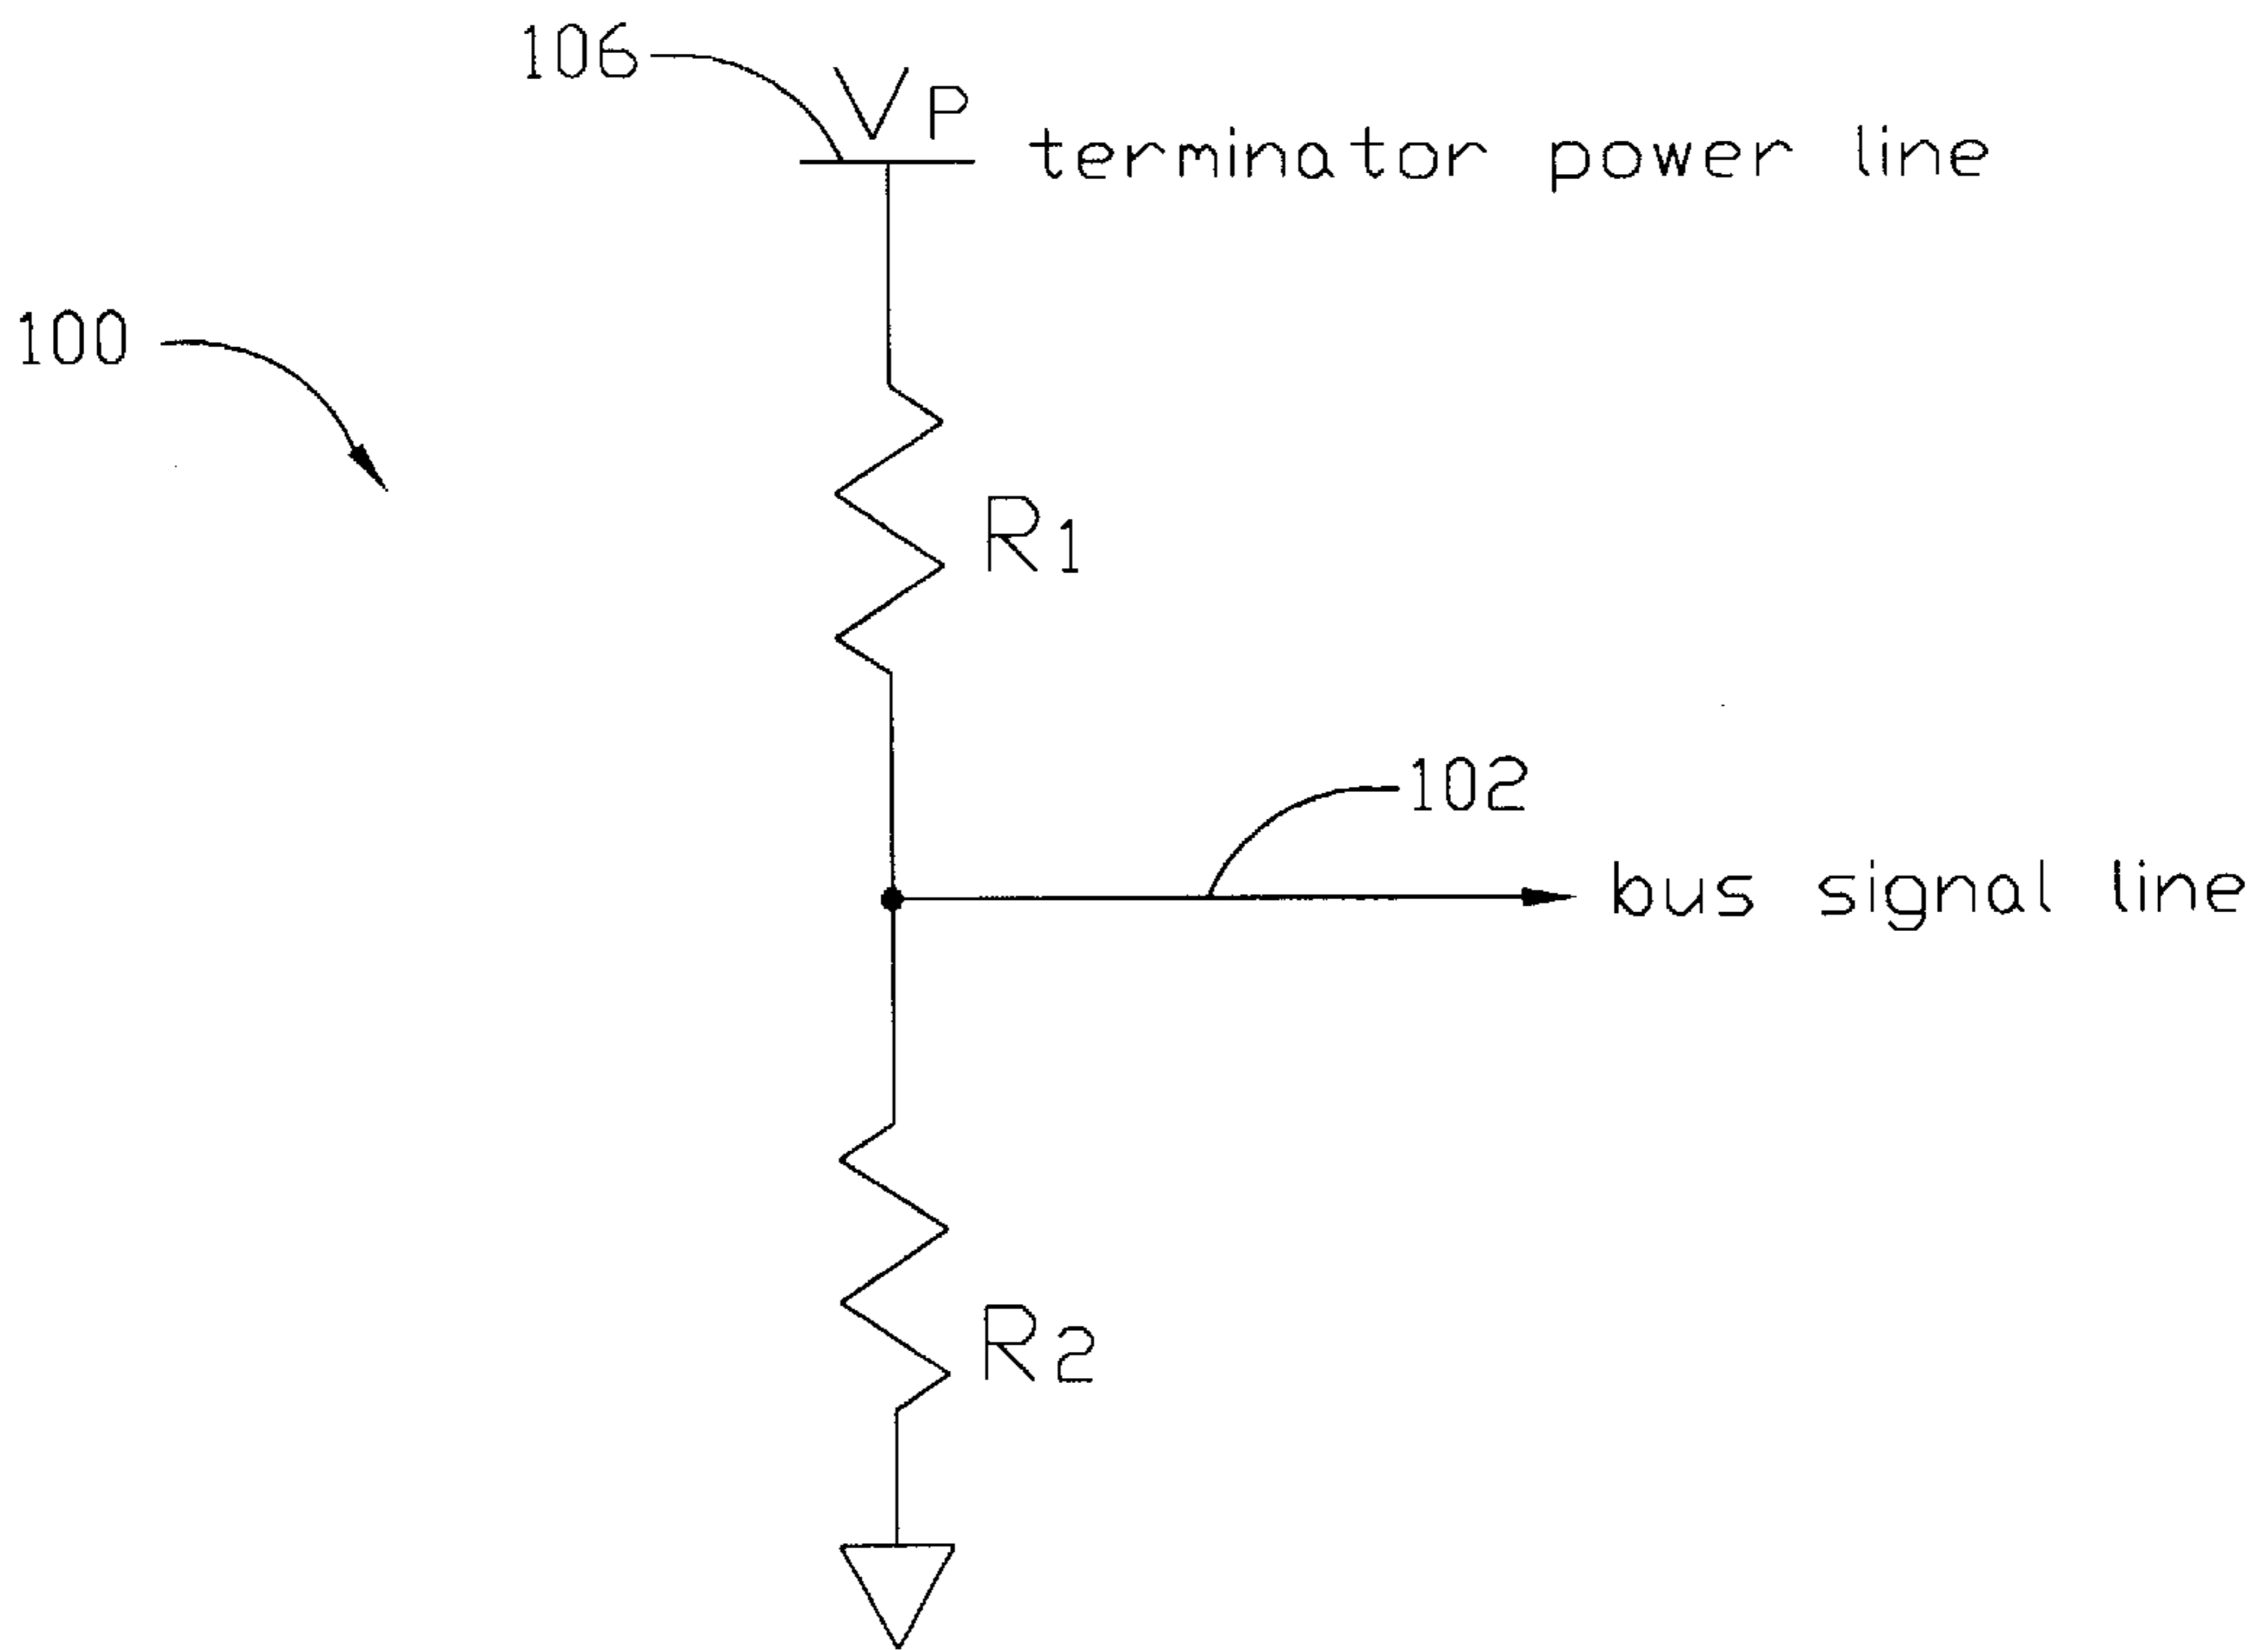 106
VP
terminator power line
100
R1
102
bus signal line
R2